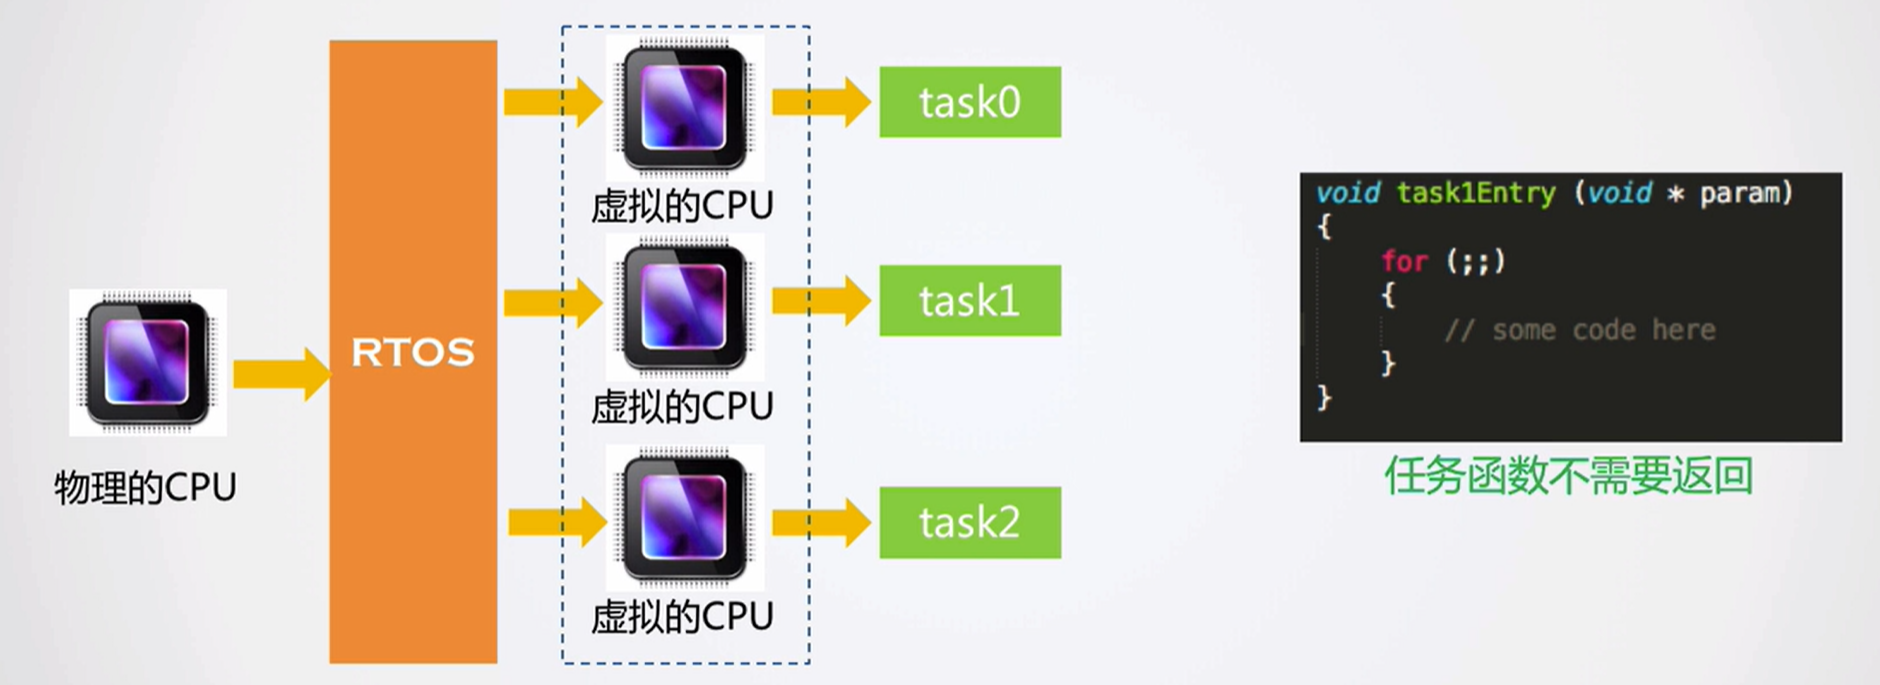 物理的CPU
RTOS
虚拟的CPU
task0
虚拟的CPU
task1
虚拟的CPU
task2
void task1Entry (void * param)
{
    for (;;)
    {
        // some code here
    }
}
任务函数不需要返回